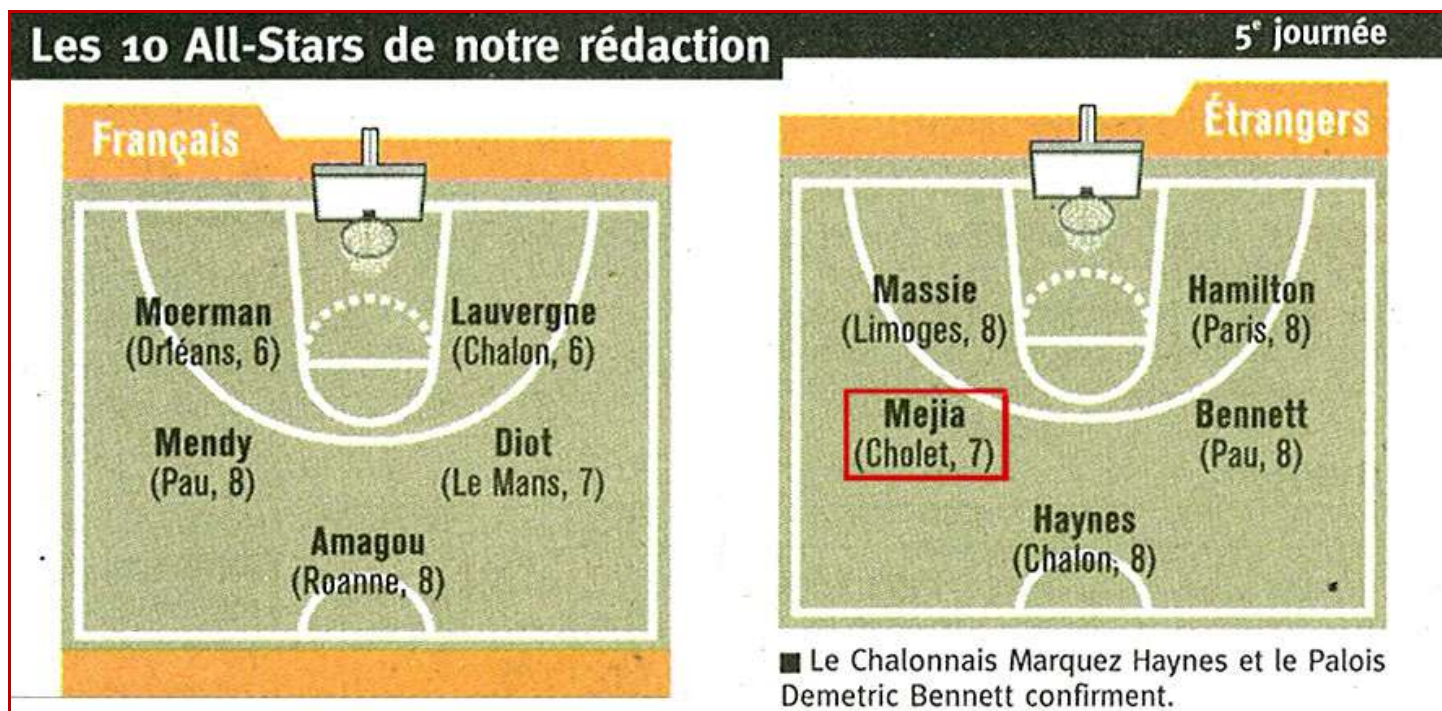 Les 10 All-Stars de notre rédaction
5e journée
Français
Moerman
(Orléans, 6)
Lauvergne
(Chalon, 6)
Mendy
(Pau, 8)
Diot
(Le Mans, 7)
Amagou
(Roanne, 8)
Étrangers
Massie
(Limoges, 8)
Hamilton
(Paris, 8)
Mejia
(Cholet, 7)
Bennett
(Pau, 8)
Haynes
(Chalon, 8)
■ Le Chalonnais Marquez Haynes et le Palois
Demetric Bennett confirment.